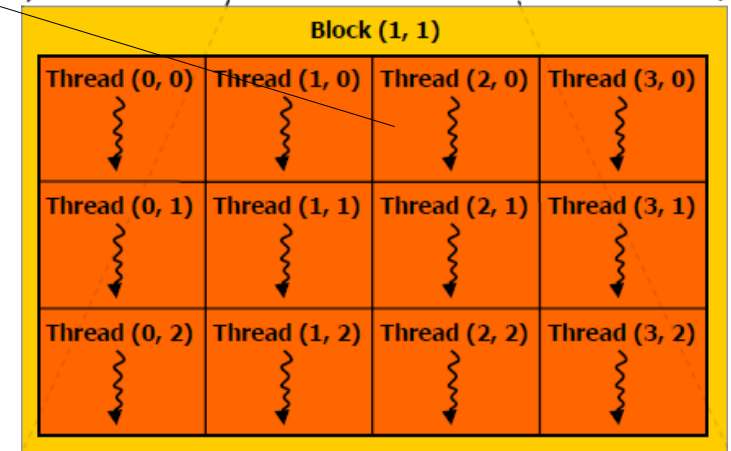 Block (1, 1)
Thread (0, 0) Thread (1, 0) Thread (2, 0) Thread (3, 0)
Thread (0, 1) Thread (1, 1) Thread (2, 1) Thread (3, 1)
Thread (0, 2) Thread (1, 2) Thread (2, 2) Thread (3, 2)